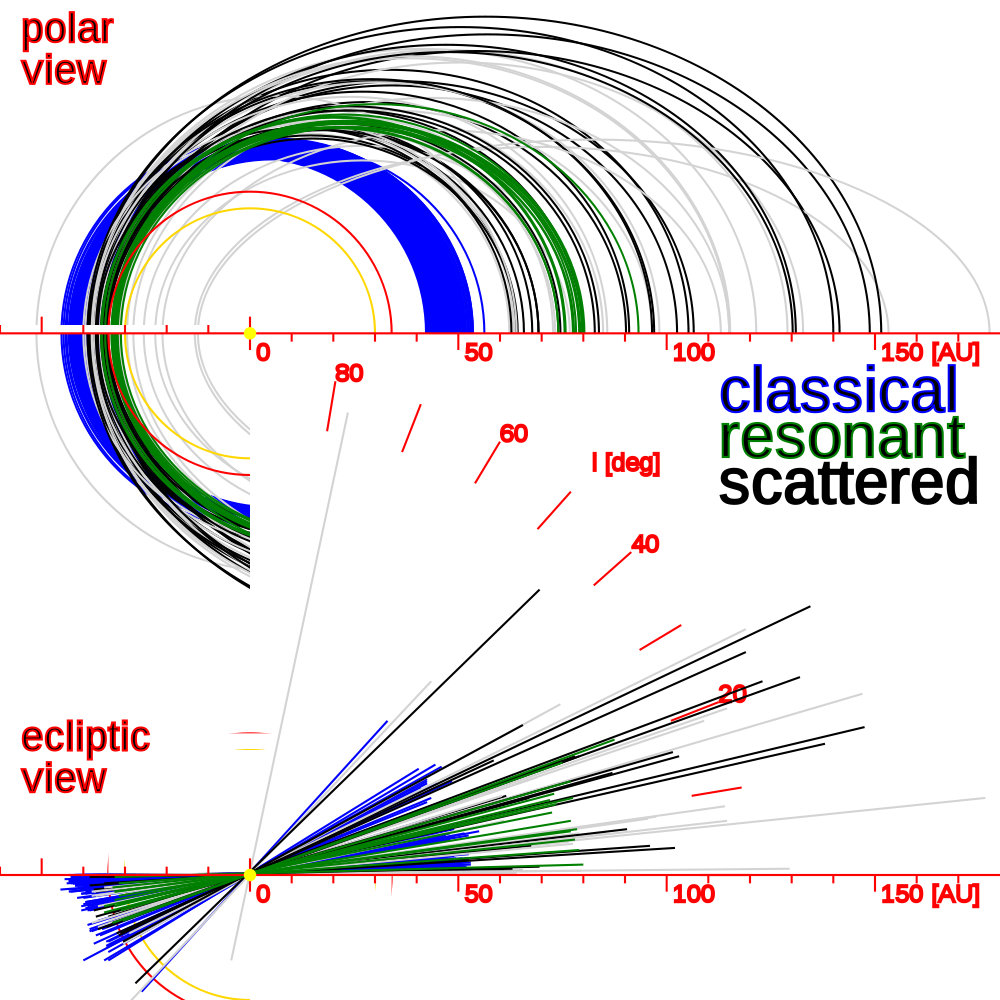 polar
view
0
50
100
150 [AU]
80
60
I [deg]
40
20
classical
resonant
scattered
ecliptic
view
0
50
100
150 [AU]